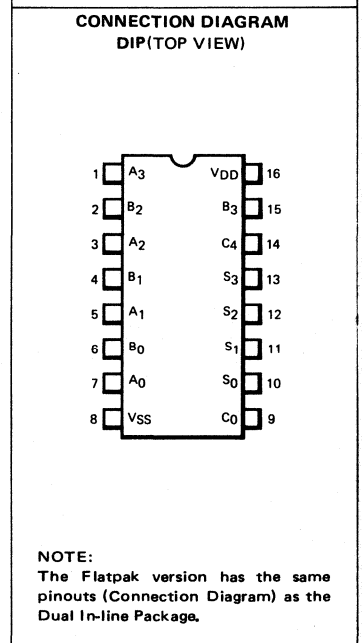 CONNECTION DIAGRAM
DIP(TOP VIEW)
1 A3 VDD 16
2 B2 B3 15
3 A2 C4 14
4 B1 S3 13
5 A1 S2 12
6 B0 S1 11
7 A0 S0 10
8 VSS C0 9
NOTE:
The Flatpak version has the same
pinouts (Connection Diagram) as the
Dual In-line Package.